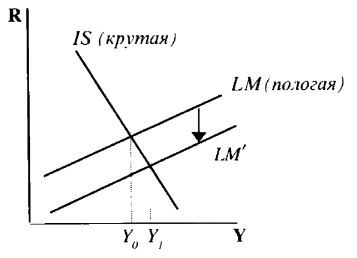 R
IS (крутая)
LM (пологая)
LM′
Y₀ Y₁ Y